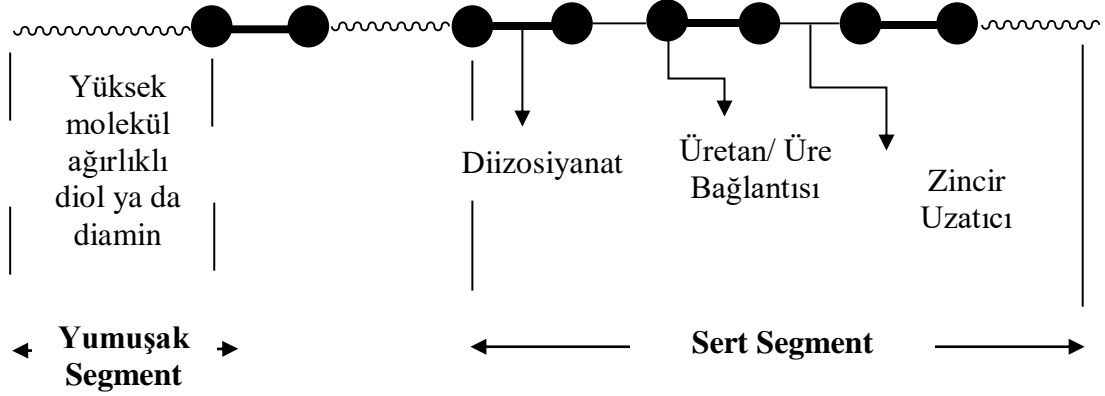 Yüksek
molekül
ağırlıklı
diol ya da
diamin
Diizosiyanat
Üretan/ Üre
Bağlantısı
Zincir
Uzatıcı
Yumuşak
Segment
Sert Segment